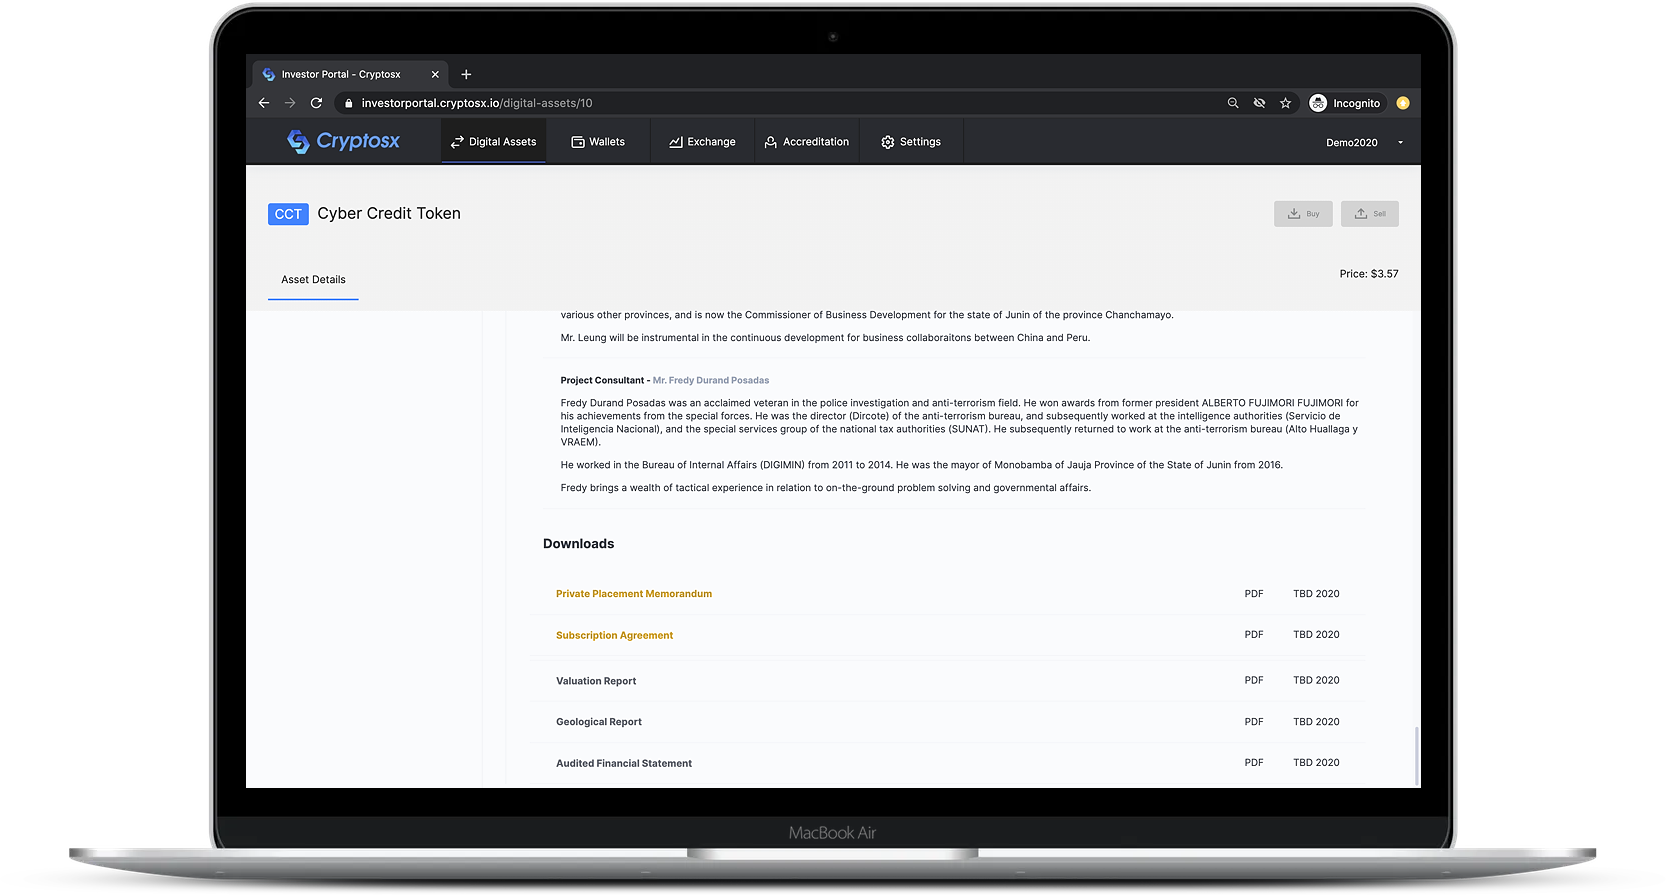 Investor Portal - Cryptosx
investorportal.cryptosx.io/digital-assets/10
Incognito
Cryptosx
Digital Assets
Wallets
Exchange
Accreditation
Settings
Demo2020
CCT Cyber Credit Token
Buy
Sell
Asset Details
Price: $3.57
various other provinces, and is now the Commissioner of Business Development for the state of Junin of the province Chanchamayo.
Mr. Leung will be instrumental in the continuous development for business collaboraitons between China and Peru.
Project Consultant - Mr. Fredy Durand Posadas
Fredy Durand Posadas was an acclaimed veteran in the police investigation and anti-terrorism field. He won awards from former president ALBERTO FUJIMORI FUJIMORI for
his achievements from the special forces. He was the director (Dircote) of the anti-terrorism bureau, and subsequently worked at the intelligence authorities (Servicio de
Inteligencia Nacional), and the special services group of the national tax authorities (SUNAT). He subsequently returned to work at the anti-terrorism bureau (Alto Huallaga y
VRAEM).
He worked in the Bureau of Internal Affairs (DIGIMIN) from 2011 to 2014. He was the mayor of Monobamba of Jauja Province of the State of Junin from 2016.
Fredy brings a wealth of tactical experience in relation to on-the-ground problem solving and governmental affairs.
Downloads
Private Placement Memorandum PDF TBD 2020
Subscription Agreement PDF TBD 2020
Valuation Report PDF TBD 2020
Geological Report PDF TBD 2020
Audited Financial Statement PDF TBD 2020
MacBook Air